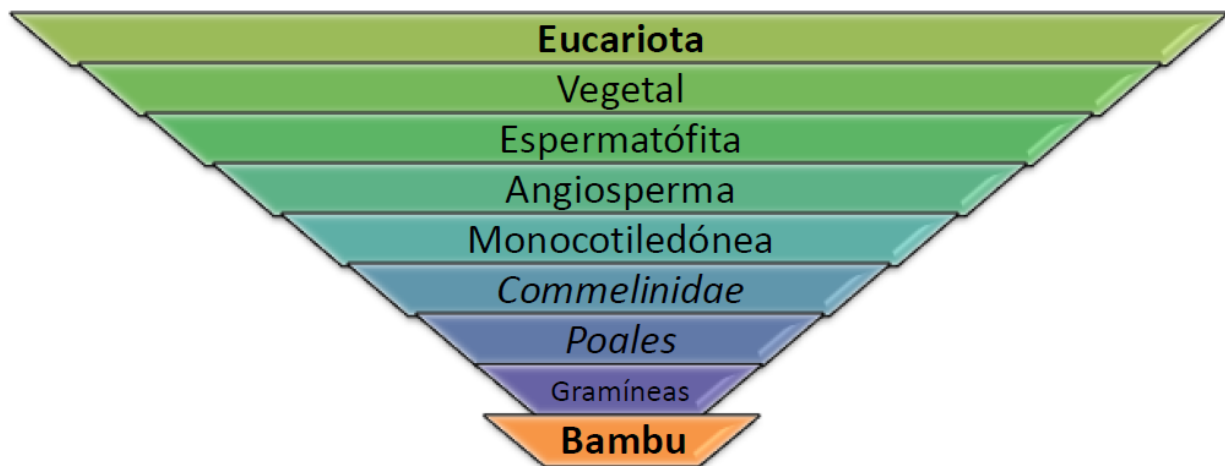 Eucariota
Vegetal
Espermatófita
Angiosperma
Monocotiledónea
Commelinidae
Poales
Gramíneas
Bambu